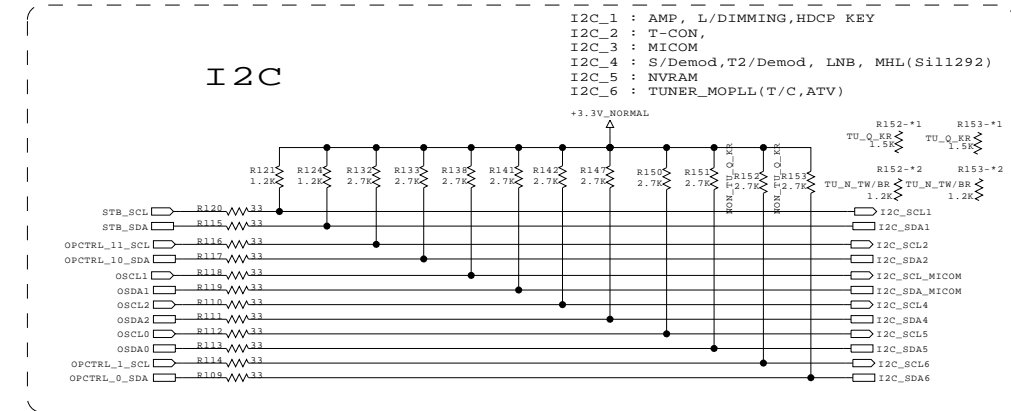 I2C_1 : AMP, L/DIMMING,HDCP KEY
I2C_2 : T-CON,
I2C_3 : MICOM
I2C_4 : S/Demod,T2/Demod, LNB, MHL(Sil1292)
I2C_5 : NVRAM
I2C_6 : TUNER_MOPLL(T/C,ATV)
I2C
+3.3V_NORMAL
R152-*1
TU_Q_KR
1.5K
R153-*1
TU_Q_KR
1.5K
R152-*2
TU_N_TW/BR
1.2K
R153-*2
TU_N_TW/BR
1.2K
R121
1.2K
R124
1.2K
R132
2.7K
R133
2.7K
R138
2.7K
R141
2.7K
R142
2.7K
R147
2.7K
R150
2.7K
R151
2.7K
NON_TU_Q_KR
R152
2.7K
NON_TU_Q_KR
R153
2.7K
STB_SCL R120 33 I2C_SCL1
STB_SDA R115 33 I2C_SDA1
OPCTRL_11_SCL R116 33 I2C_SCL2
OPCTRL_10_SDA R117 33 I2C_SDA2
OSCL1 R118 33 I2C_SCL_MICOM
OSDA1 R119 33 I2C_SDA_MICOM
OSCL2 R110 33 I2C_SCL4
OSDA2 R111 33 I2C_SDA4
OSCL0 R112 33 I2C_SCL5
OSDA0 R113 33 I2C_SDA5
OPCTRL_1_SCL R114 33 I2C_SCL6
OPCTRL_0_SDA R109 33 I2C_SDA6